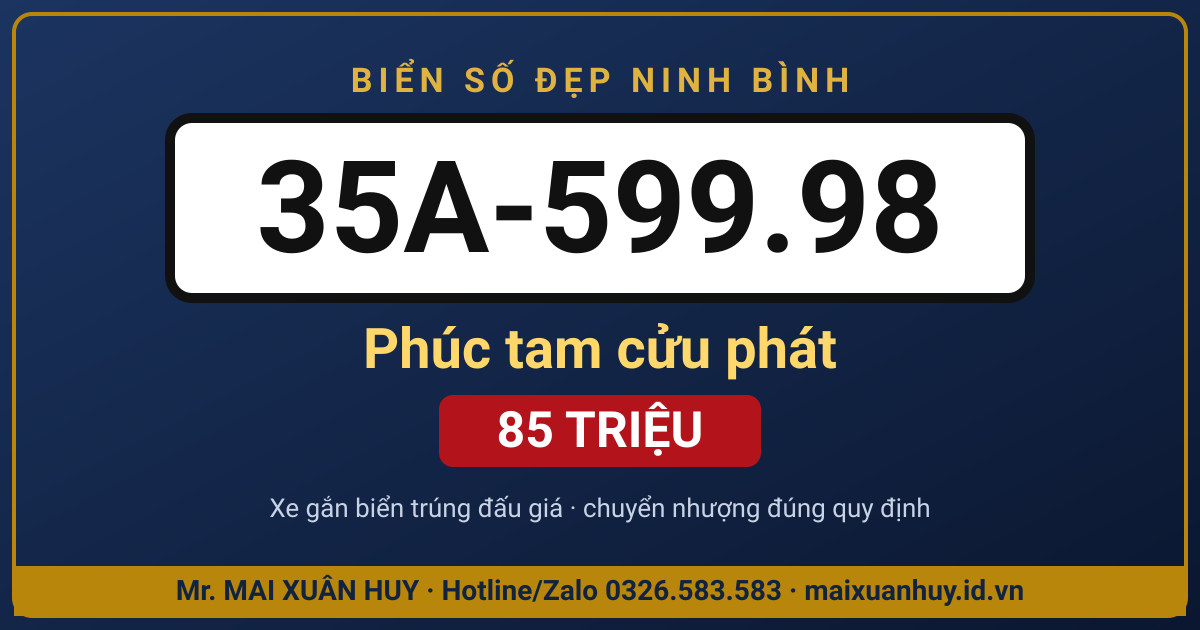 BIỂN SỐ ĐẸP NINH BÌNH
35A-599.98
Phúc tam cửu phát
85 TRIỆU
Xe gắn biển trúng đấu giá · chuyển nhượng đúng quy định
Mr. MAI XUÂN HUY · Hotline/Zalo 0326.583.583 · maixuanhuy.id.vn